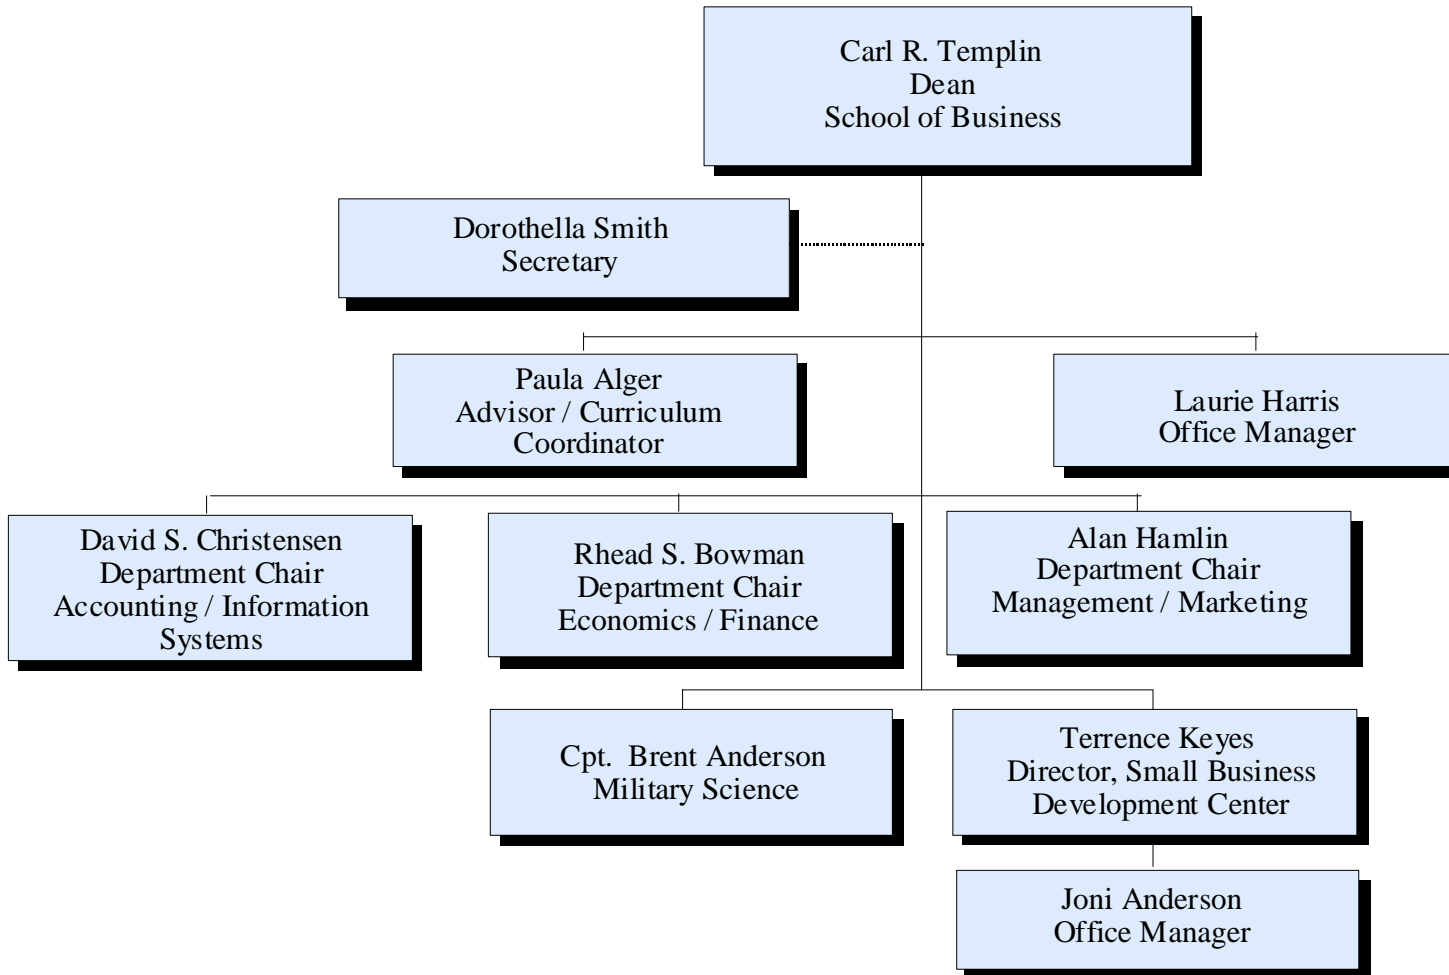 Carl R. Templin
Dean
School of Business
Dorothella Smith
Secretary
Paula Alger
Advisor / Curriculum
Coordinator
Laurie Harris
Office Manager
David S. Christensen
Department Chair
Accounting / Information
Systems
Rhead S. Bowman
Department Chair
Economics / Finance
Alan Hamlin
Department Chair
Management / Marketing
Cpt.  Brent Anderson
Military Science
Terrence Keyes
Director, Small Business
Development Center
Joni Anderson
Office Manager